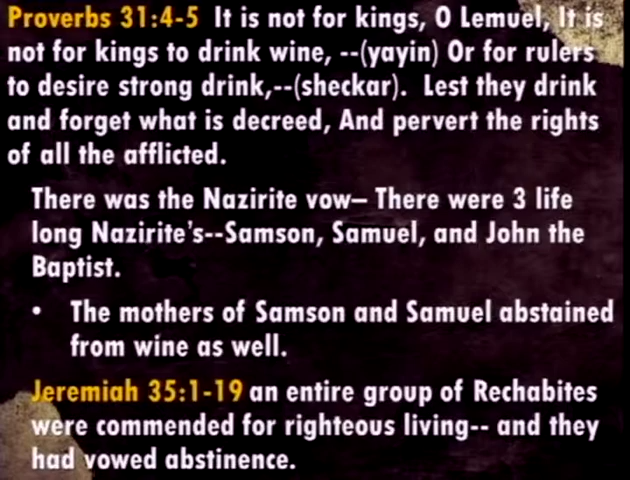 Proverbs 31:4-5 It is not for kings, O Lemuel, It is
not for kings to drink wine, --(yayin) Or for rulers
to desire strong drink,--(sheckar). Lest they drink
and forget what is decreed, And pervert the rights
of all the afflicted.
There was the Nazirite vow– There were 3 life
long Nazirite's--Samson, Samuel, and John the
Baptist.
• The mothers of Samson and Samuel abstained
from wine as well.
Jeremiah 35:1-19 an entire group of Rechabites
were commended for righteous living-- and they
had vowed abstinence.